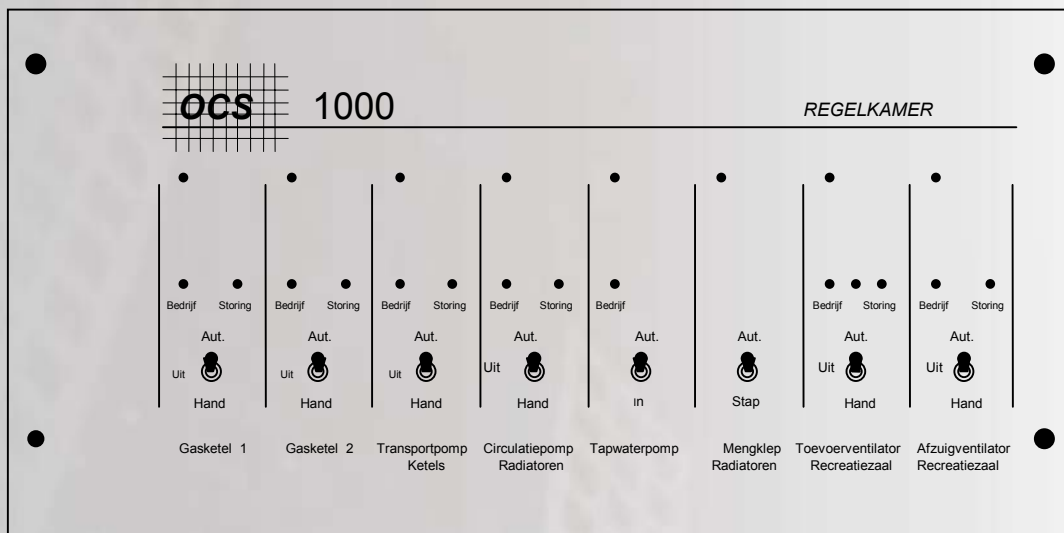 OCS 1000 REGELKAMER
Bedrijf Storing Bedrijf Storing Bedrijf Storing Bedrijf Storing Bedrijf Bedrijf Storing Bedrijf Storing
Aut. Aut. Aut. Aut. Aut. Aut. Aut. Aut.
Uit Uit Uit Uit Uit Uit
Hand Hand Hand Hand ın Stap Hand Hand
Gasketel 1 Gasketel 2 Transportpomp Circulatiepomp Tapwaterpomp Mengklep Toevoerventilator Afzuigventilator
Ketels Radiatoren Radiatoren Recreatiezaal Recreatiezaal